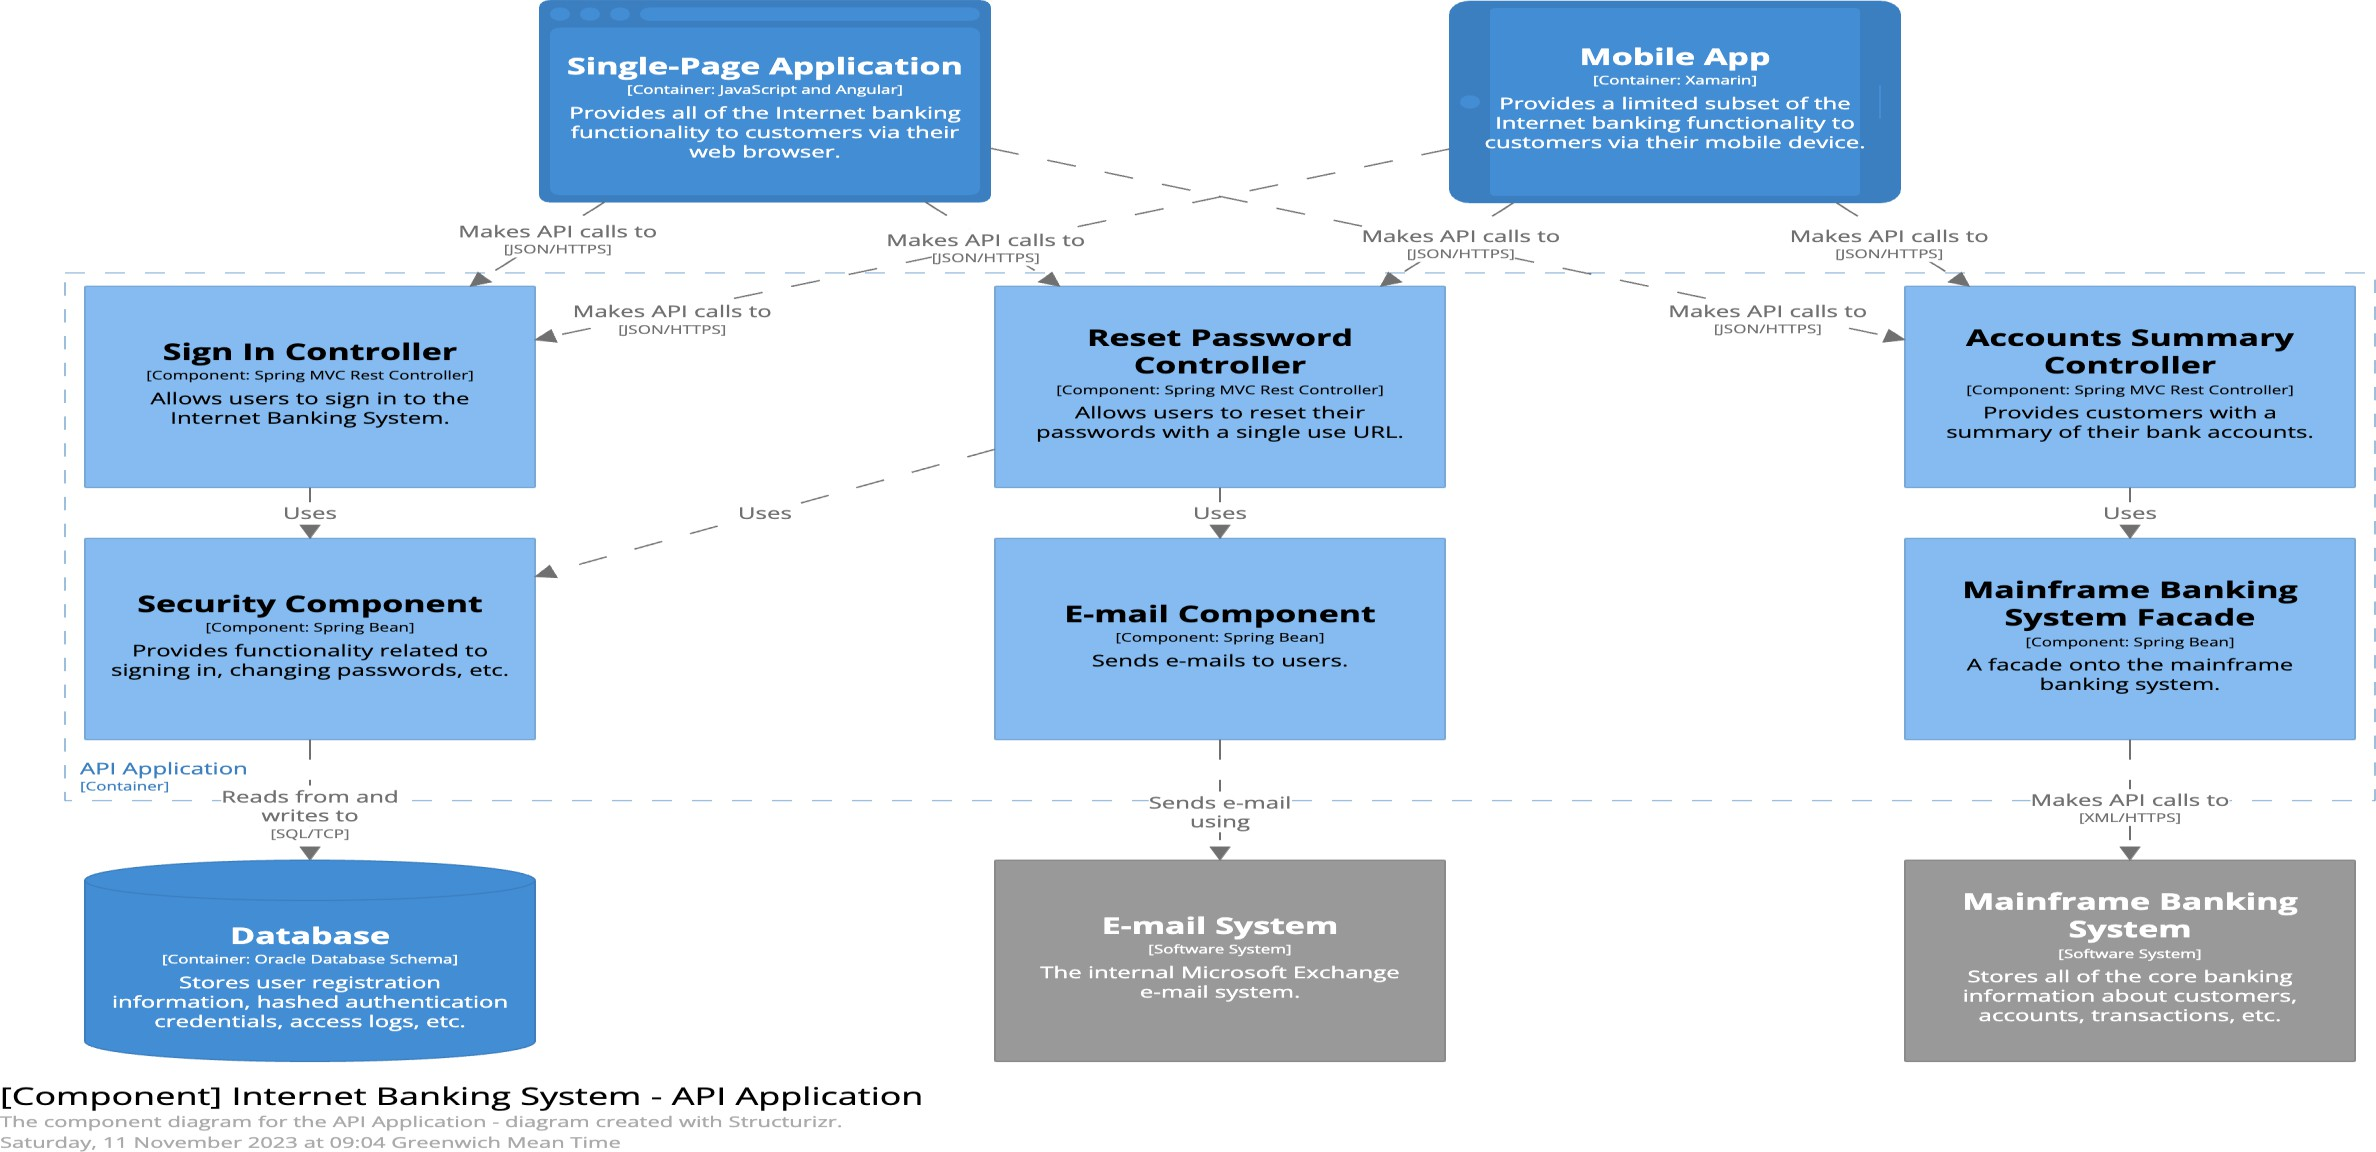 Single-Page Application
[Container: JavaScript and Angular]
Provides all of the Internet banking
functionality to customers via their
web browser.
Mobile App
[Container: Xamarin]
Provides a limited subset of the
Internet banking functionality to
customers via their mobile device.
Makes API calls to
[JSON/HTTPS]
Makes API calls to
[JSON/HTTPS]
Makes API calls to
[JSON/HTTPS]
Makes API calls to
[JSON/HTTPS]
Makes API calls to
[JSON/HTTPS]
Makes API calls to
[JSON/HTTPS]
Sign In Controller
[Component: Spring MVC Rest Controller]
Allows users to sign in to the
Internet Banking System.
Reset Password
Controller
[Component: Spring MVC Rest Controller]
Allows users to reset their
passwords with a single use URL.
Accounts Summary
Controller
[Component: Spring MVC Rest Controller]
Provides customers with a
summary of their bank accounts.
Uses
Uses
Uses
Uses
Security Component
[Component: Spring Bean]
Provides functionality related to
signing in, changing passwords, etc.
E-mail Component
[Component: Spring Bean]
Sends e-mails to users.
Mainframe Banking
System Facade
[Component: Spring Bean]
A facade onto the mainframe
banking system.
API Application
[Container]
Reads from and
writes to
[SQL/TCP]
Sends e-mail
using
Makes API calls to
[XML/HTTPS]
Database
[Container: Oracle Database Schema]
Stores user registration
information, hashed authentication
credentials, access logs, etc.
E-mail System
[Software System]
The internal Microsoft Exchange
e-mail system.
Mainframe Banking
System
[Software System]
Stores all of the core banking
information about customers,
accounts, transactions, etc.
[Component] Internet Banking System - API Application
The component diagram for the API Application - diagram created with Structurizr.
Saturday, 11 November 2023 at 09:04 Greenwich Mean Time